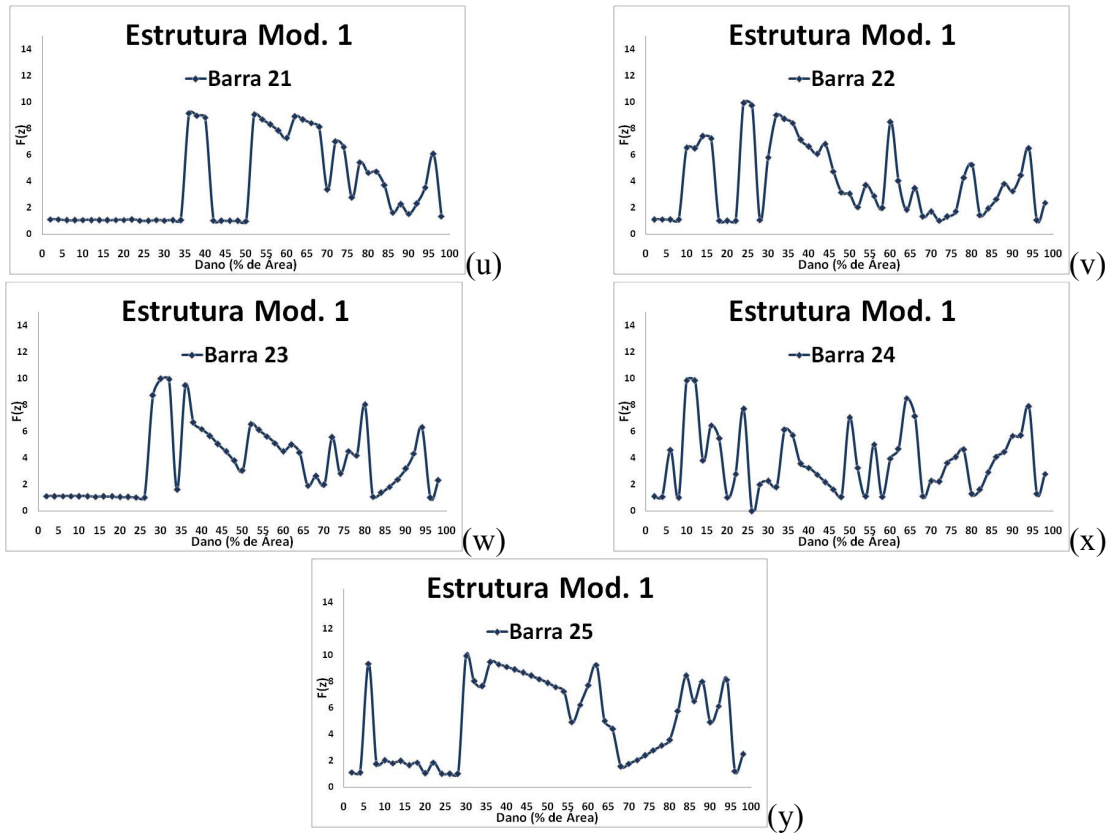 Estrutura Mod. 1
Barra 21
F(z)
14
12
10
8
6
4
2
0
0 5 10 15 20 25 30 35 40 45 50 55 60 65 70 75 80 85 90 95 100
Dano (% de Área)
(u)
Estrutura Mod. 1
Barra 22
F(z)
14
12
10
8
6
4
2
0
0 5 10 15 20 25 30 35 40 45 50 55 60 65 70 75 80 85 90 95 100
Dano (% de Área)
(v)
Estrutura Mod. 1
Barra 23
F(z)
14
12
10
8
6
4
2
0
0 5 10 15 20 25 30 35 40 45 50 55 60 65 70 75 80 85 90 95 100
Dano (% de Área)
(w)
Estrutura Mod. 1
Barra 24
F(z)
14
12
10
8
6
4
2
0
0 5 10 15 20 25 30 35 40 45 50 55 60 65 70 75 80 85 90 95 100
Dano (% de Área)
(x)
Estrutura Mod. 1
Barra 25
F(z)
14
12
10
8
6
4
2
0
0 5 10 15 20 25 30 35 40 45 50 55 60 65 70 75 80 85 90 95 100
Dano (% de Área)
(y)